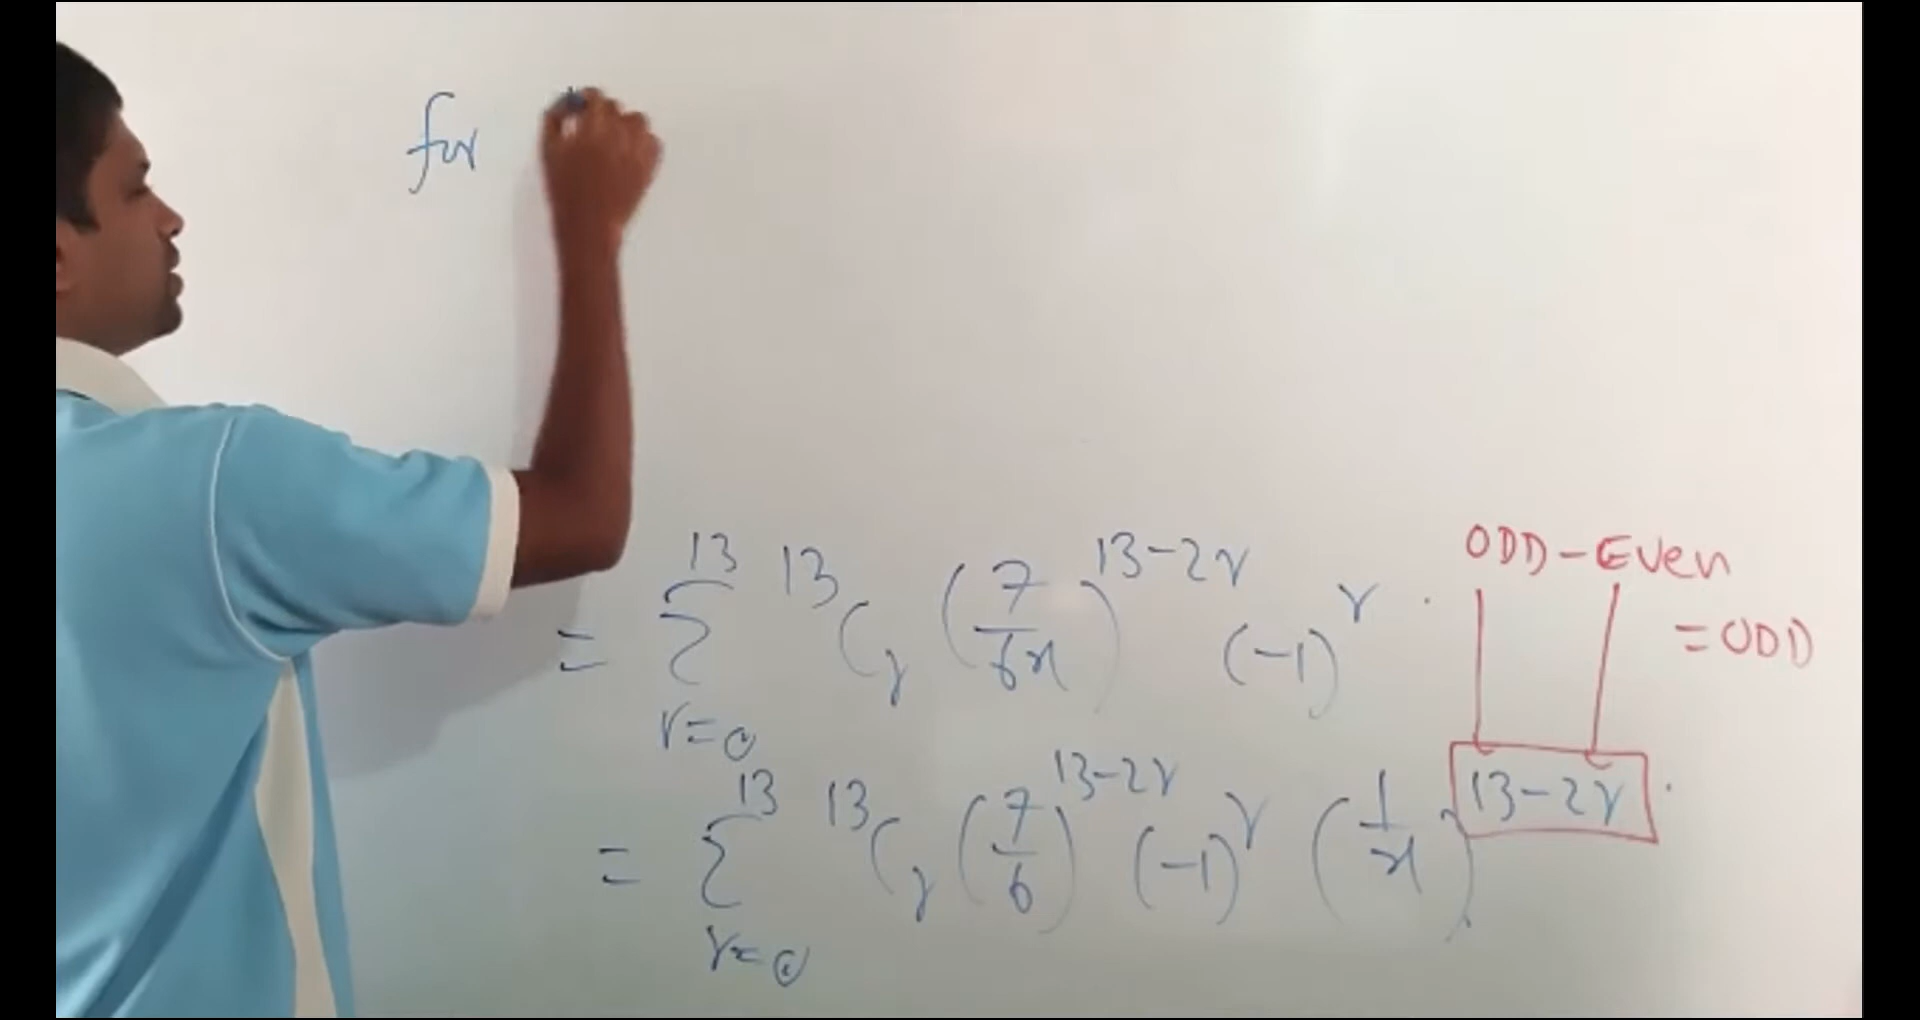 for
ODD - Even
= ODD
= 13 Σ r=0 13Cr (7/6x)^13-2r (-1)^r .
= 13 Σ r=0 13Cr (7/6)^13-2r (-1)^r (1/x)^13-2r .